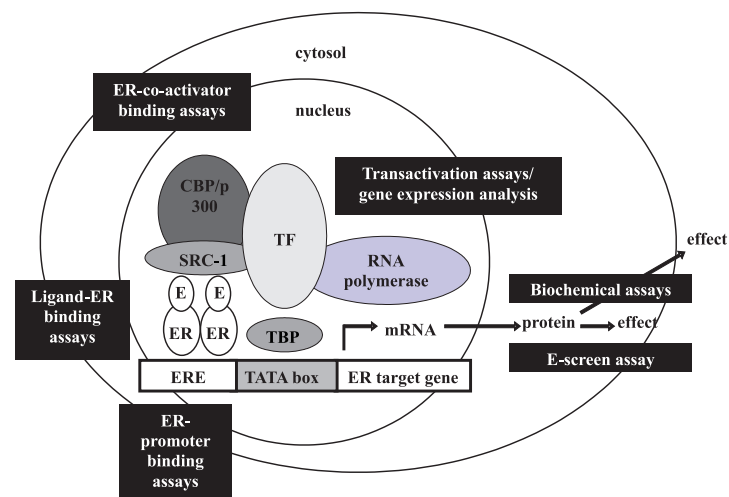 cytosol
ER-co-activator
binding assays
nucleus
Transactivation assays/
gene expression analysis
CBP/p
300
TF
effect
SRC-1
RNA
polymerase
Ligand-ER
binding
assays
E
E
Biochemical assays
ER
ER
TBP
mRNA
protein
effect
E-screen assay
ERE
TATA box
ER target gene
ER-
promoter
binding
assays